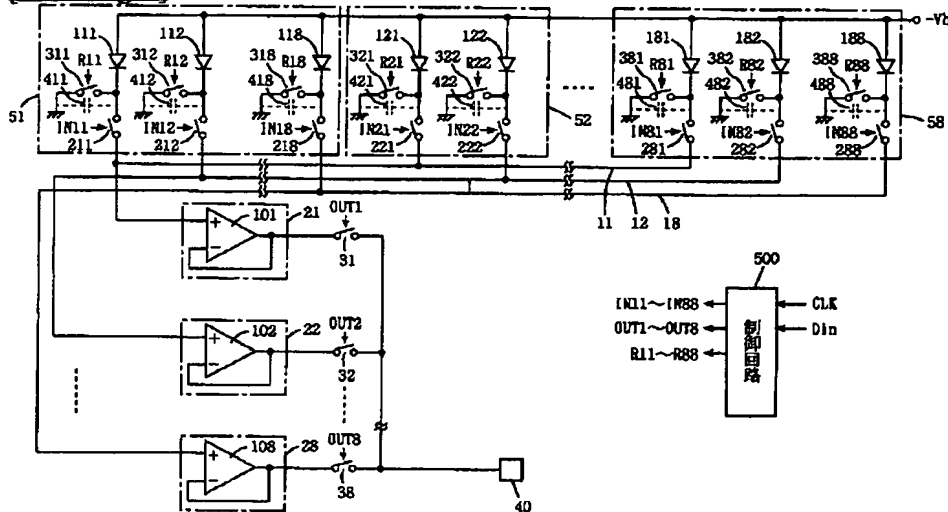 111 112 118 121 122 181 182 188 -Vb
311 R11 312 R12 318 R18 321 R21 322 R22 381 R81 382 R82 388 R88
411 412 418 421 422 481 482 488
51 52 58
IN11 IN12 IN18 IN21 IN22 IN81 IN82 IN88
211 212 218 221 222 281 282 288
11 12 18
+ - 101 21 OUT1 31
500
IN11~IN88 CLK
OUT1~OUT8 Din
R11~R88
制御回路
+ - 102 22 OUT2 32
+ - 108 28 OUT8 38
40